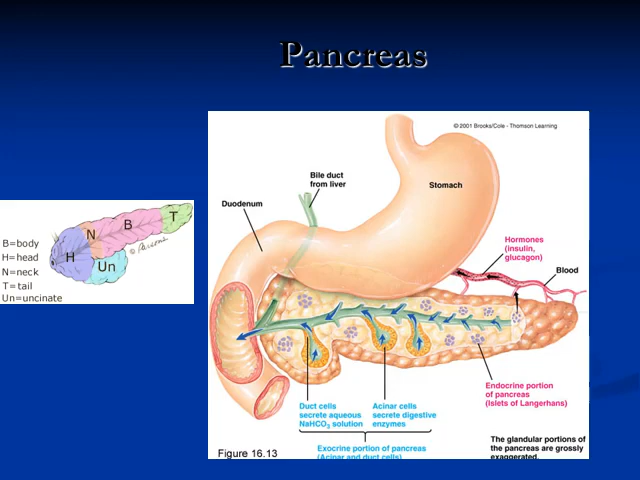 Pancreas
© 2001 Brooks/Cole - Thomson Learning
Bile duct
from liver
Stomach
Duodenum
Hormones
(insulin,
glucagon)
Blood
T
B
N
H
Un
© Parsons
B=body
H=head
N=neck
T=tail
Un=uncinate
Endocrine portion
of pancreas
(Islets of Langerhans)
Duct cells
secrete aqueous
NaHCO₃ solution
Acinar cells
secrete digestive
enzymes
Exocrine portion of pancreas
(Acinar and duct cells)
The glandular portions of
the pancreas are grossly
exaggerated.
Figure 16.13